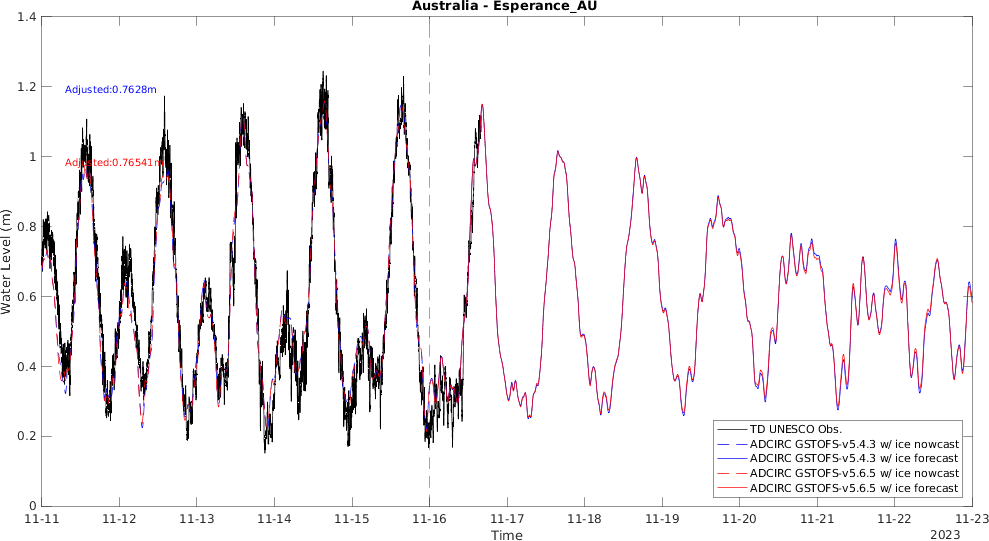 Australia - Esperance_AU
1.4
1.2
1
0.8
0.6
0.4
0.2
0
Water Level (m)
Adjusted:0.7628m
Adjusted:0.76541m
TD UNESCO Obs.
ADCIRC GSTOFS-v5.4.3 w/ ice nowcast
ADCIRC GSTOFS-v5.4.3 w/ ice forecast
ADCIRC GSTOFS-v5.6.5 w/ ice nowcast
ADCIRC GSTOFS-v5.6.5 w/ ice forecast
11-11 11-12 11-13 11-14 11-15 11-16 11-17 11-18 11-19 11-20 11-21 11-22 11-23
Time
2023